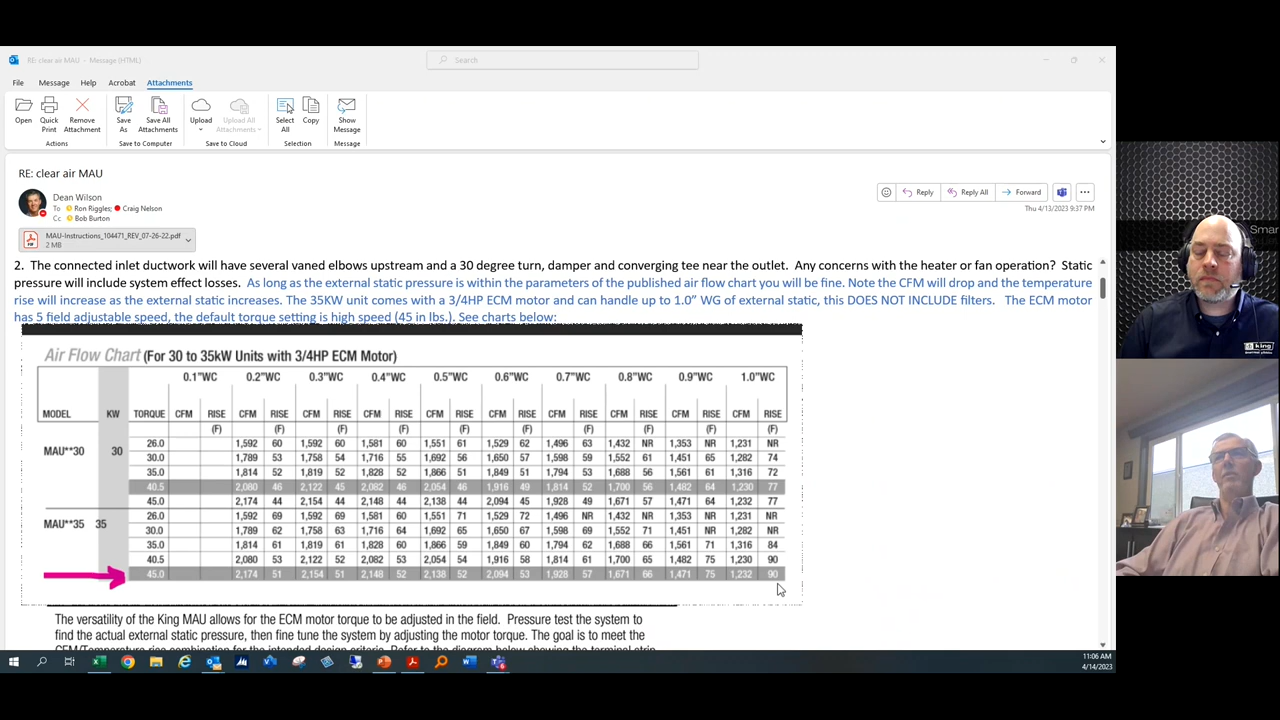 RE: clear air MAU - Message (HTML)
Search
File Message Help Acrobat Attachments
Open Quick Print Remove Attachment Save As Save All Attachments Upload Upload All Attachments Select All Copy Show Message
Actions Save to Computer Save to Cloud Selection Message
RE: clear air MAU
Dean Wilson
To Ron Riggles; Craig Nelson
Cc Bob Burton
Reply Reply All Forward
Thu 4/13/2023 9:37 PM
MAU-Instructions_104471_REV_07-26-22.pdf
2 MB
2. The connected inlet ductwork will have several vaned elbows upstream and a 30 degree turn, damper and converging tee near the outlet. Any concerns with the heater or fan operation? Static
pressure will include system effect losses. As long as the external static pressure is within the parameters of the published air flow chart you will be fine. Note the CFM will drop and the temperature
rise will increase as the external static increases. The 35KW unit comes with a 3/4HP ECM motor and can handle up to 1.0” WG of external static, this DOES NOT INCLUDE filters. The ECM motor
has 5 field adjustable speed, the default torque setting is high speed (45 in lbs.). See charts below:
Air Flow Chart (For 30 to 35kW Units with 3/4HP ECM Motor)
0.1"WC 0.2"WC 0.3"WC 0.4"WC 0.5"WC 0.6"WC 0.7"WC 0.8"WC 0.9"WC 1.0"WC
MODEL KW TORQUE CFM RISE CFM RISE CFM RISE CFM RISE CFM RISE CFM RISE CFM RISE CFM RISE CFM RISE CFM RISE
(F) (F) (F) (F) (F) (F) (F) (F) (F) (F)
26.0 1,592 60 1,592 60 1,581 60 1,551 61 1,529 62 1,496 63 1,432 NR 1,353 NR 1,231 NR
MAU**30 30 30.0 1,789 53 1,758 54 1,716 55 1,692 56 1,650 57 1,598 59 1,552 61 1,451 65 1,282 74
35.0 1,814 52 1,819 52 1,828 52 1,866 51 1,849 51 1,794 53 1,688 56 1,561 61 1,316 72
40.5 2,080 46 2,122 45 2,082 46 2,054 46 1,916 49 1,814 52 1,700 56 1,482 64 1,230 77
45.0 2,174 44 2,154 44 2,148 44 2,138 44 2,094 45 1,928 49 1,671 57 1,471 64 1,232 77
MAU**35 35 26.0 1,592 69 1,592 69 1,581 60 1,551 71 1,529 72 1,496 NR 1,432 NR 1,353 NR 1,231 NR
30.0 1,789 62 1,758 63 1,716 64 1,692 65 1,650 67 1,598 69 1,552 71 1,451 NR 1,282 NR
35.0 1,814 61 1,819 61 1,828 60 1,866 59 1,849 60 1,794 62 1,688 66 1,561 71 1,316 84
40.5 2,080 53 2,122 52 2,082 53 2,054 54 1,916 58 1,814 61 1,700 65 1,482 75 1,230 90
45.0 2,174 51 2,154 51 2,148 52 2,138 52 2,094 53 1,928 57 1,671 66 1,471 75 1,232 90
The versatility of the King MAU allows for the ECM motor torque to be adjusted in the field. Pressure test the system to
find the actual external static pressure, then fine tune the system by adjusting the motor torque. The goal is to meet the
CFM/Temperature rise combination for the intended design criteria. Refer to the diagram below showing the terminal strip
11:06 AM
4/14/2023
Smar
king